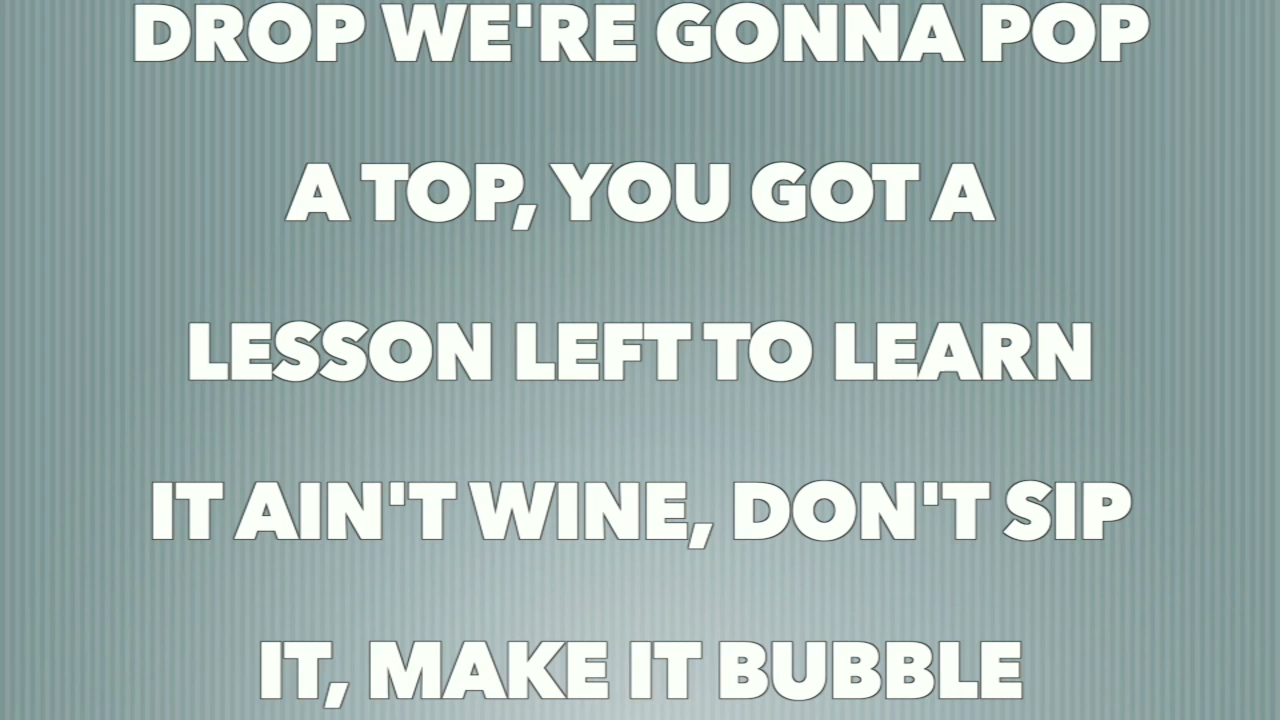 DROP WE'RE GONNA POP
A TOP, YOU GOT A
LESSON LEFT TO LEARN
IT AIN'T WINE, DON'T SIP
IT, MAKE IT BUBBLE